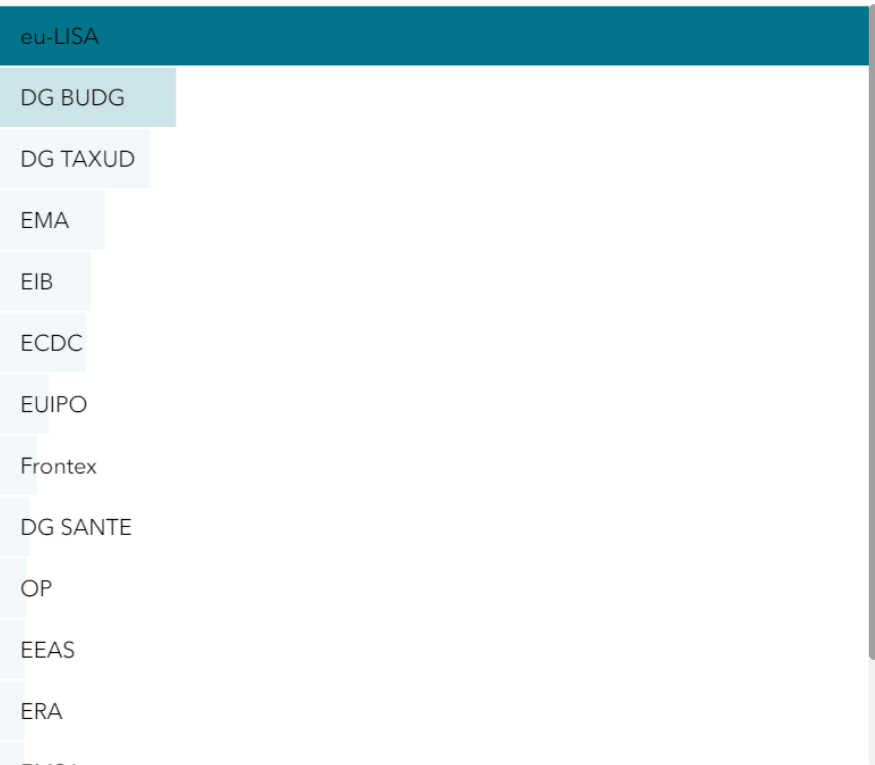 eu-LISA
DG BUDG
DG TAXUD
EMA
EIB
ECDC
EUIPO
Frontex
DG SANTE
OP
EEAS
ERA